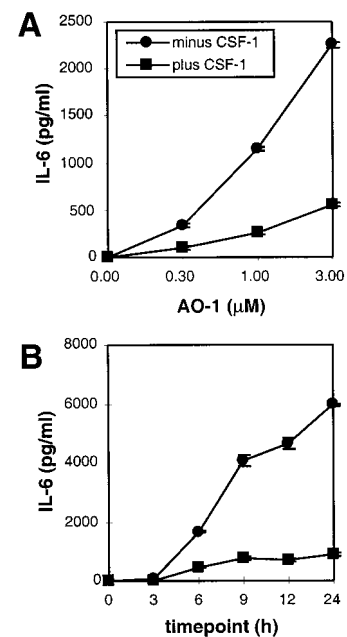 A
2500
2000
1500
1000
500
0
IL-6 (pg/ml)
minus CSF-1
plus CSF-1
0.00 0.30 1.00 3.00
AO-1 (µM)
B
8000
6000
4000
2000
0
IL-6 (pg/ml)
0 3 6 9 12 24
timepoint (h)